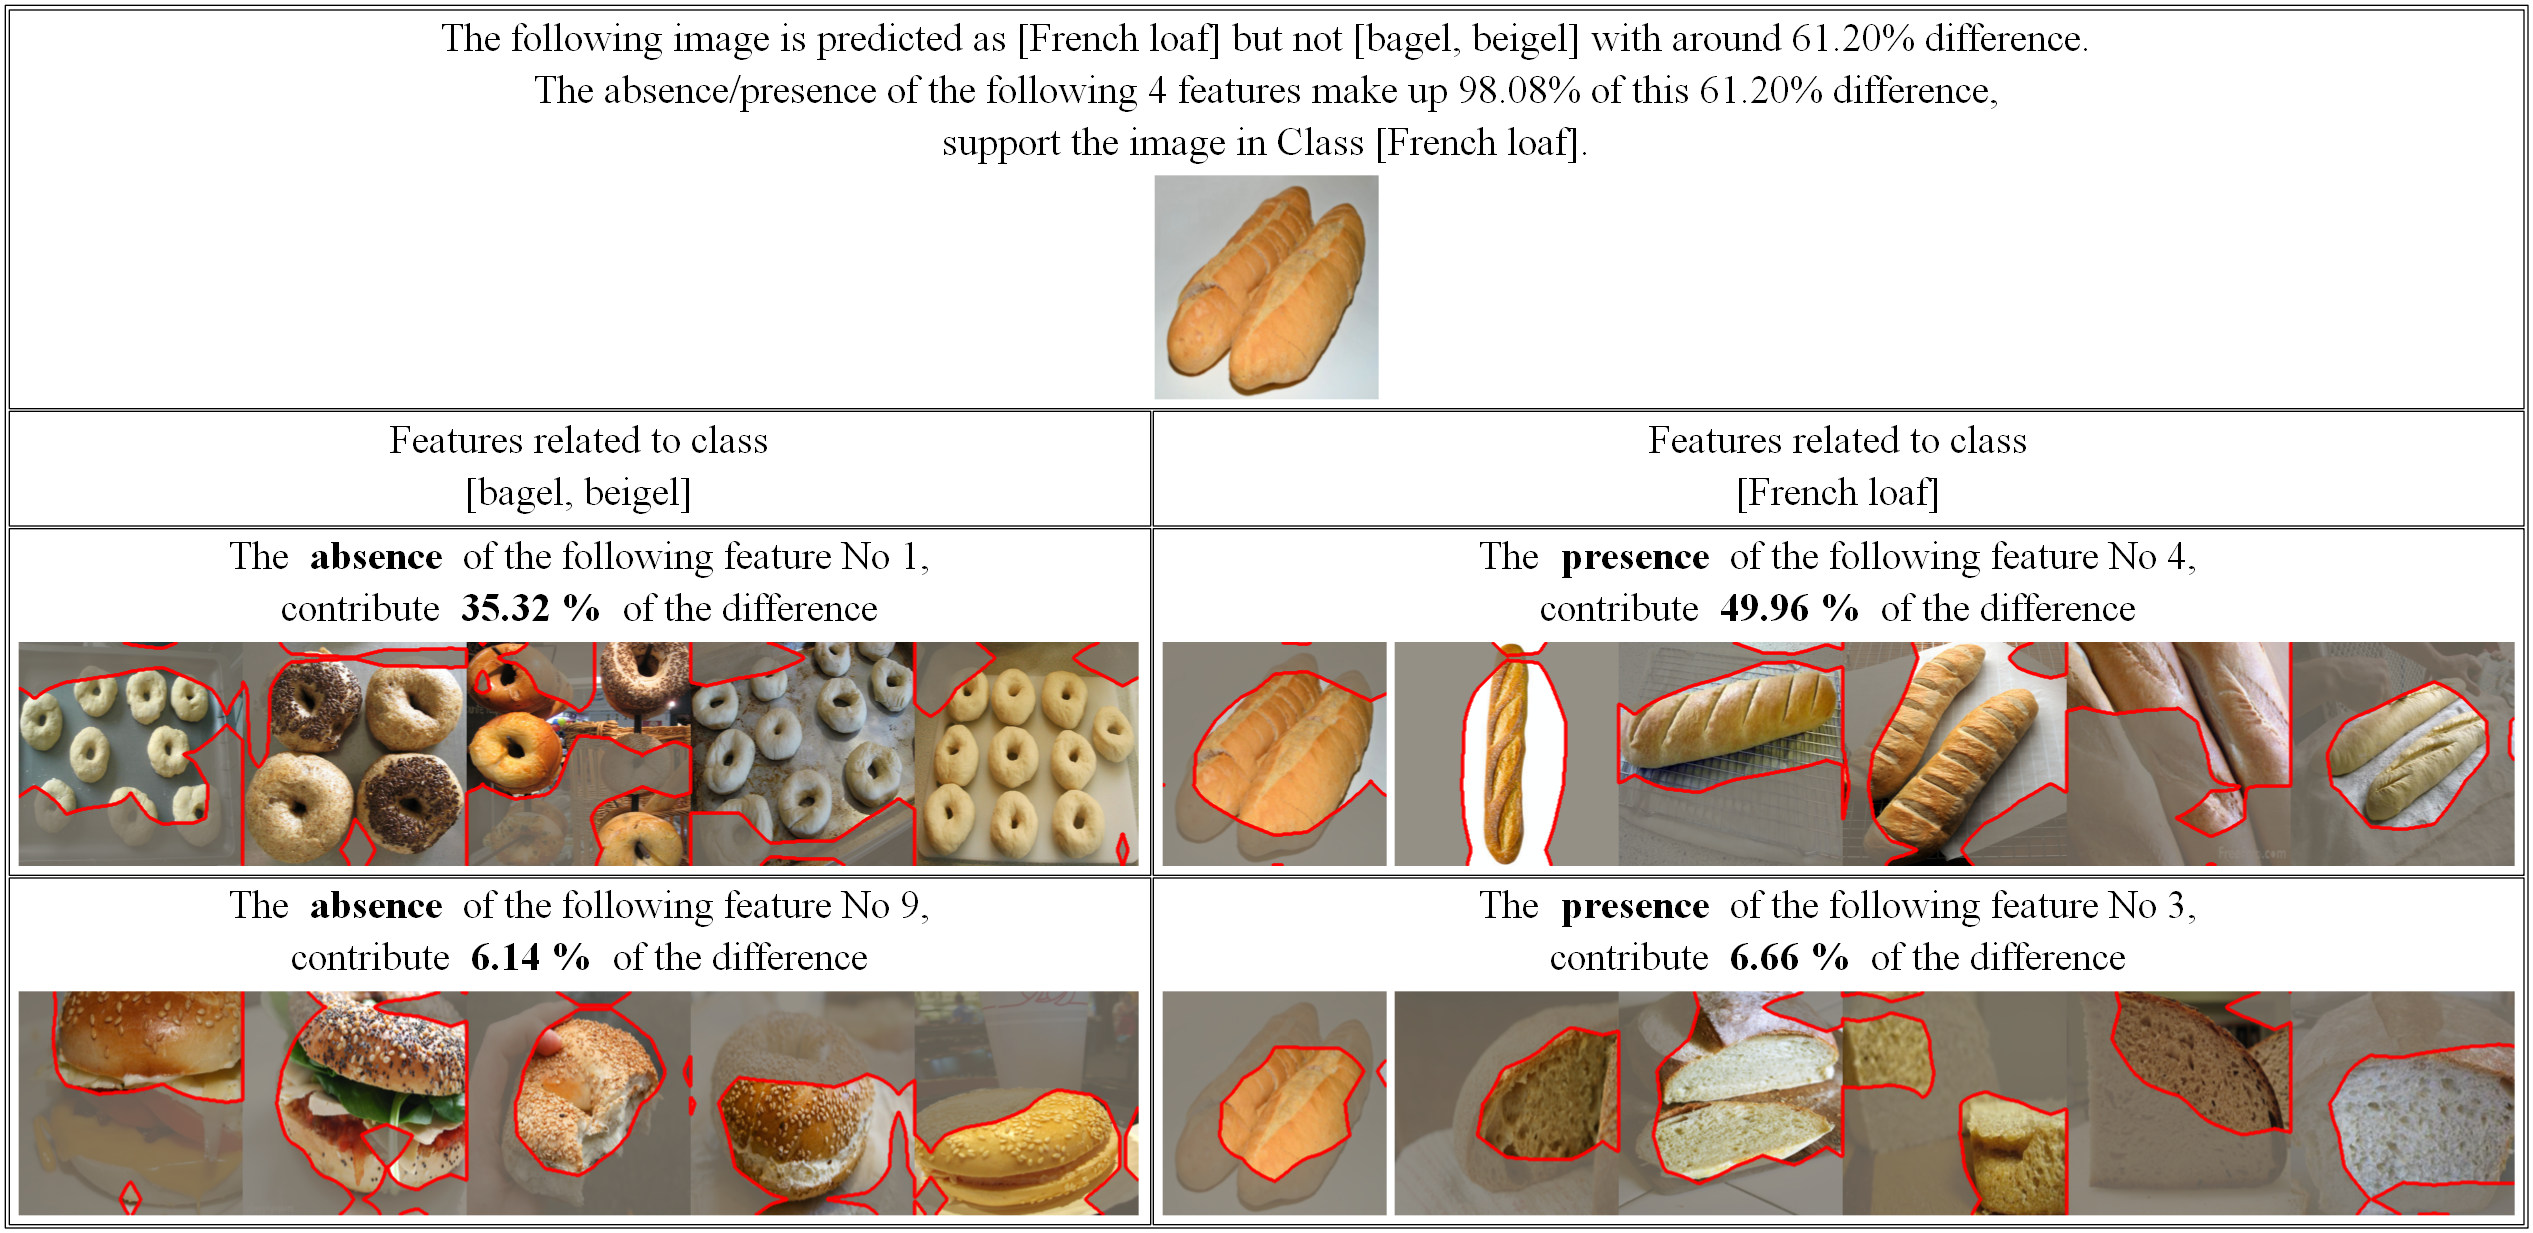 The following image is predicted as [French loaf] but not [bagel, beigel] with around 61.20% difference.
The absence/presence of the following 4 features make up 98.08% of this 61.20% difference,
support the image in Class [French loaf].
Features related to class
[bagel, beigel]
Features related to class
[French loaf]
The absence of the following feature No 1,
contribute 35.32 % of the difference
The presence of the following feature No 4,
contribute 49.96 % of the difference
The absence of the following feature No 9,
contribute 6.14 % of the difference
The presence of the following feature No 3,
contribute 6.66 % of the difference